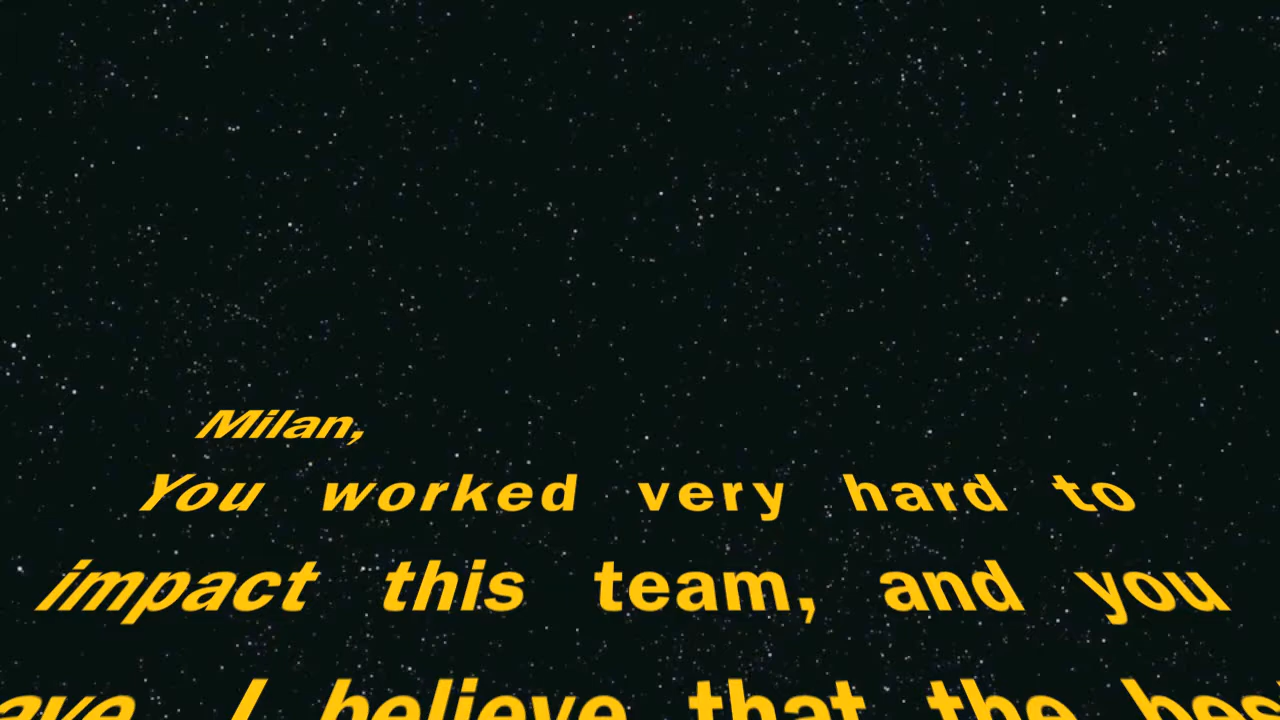 Milan,
You worked very hard to
impact this team, and you
I believe that the